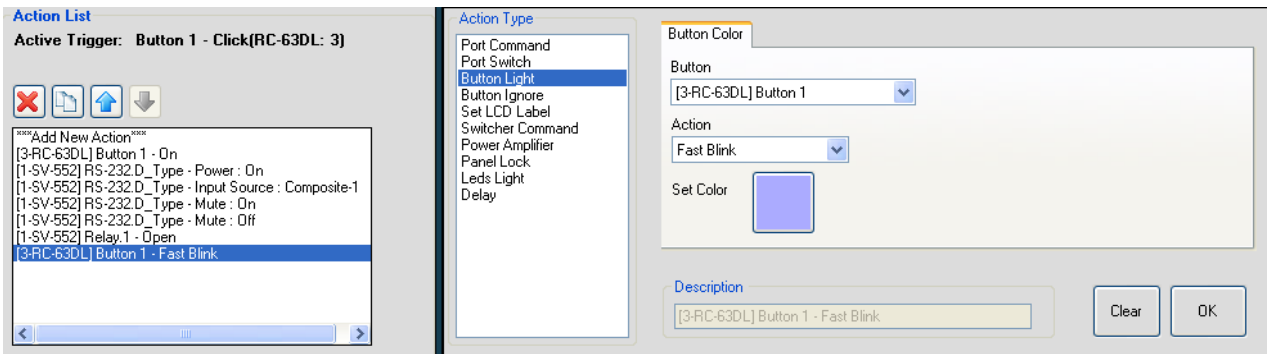 Action List
Active Trigger: Button 1 - Click(RC-63DL: 3)
***Add New Action***
[3-RC-63DL] Button 1 - On
[1-SV-552] RS-232.D_Type - Power : On
[1-SV-552] RS-232.D_Type - Input Source : Composite-1
[1-SV-552] RS-232.D_Type - Mute : On
[1-SV-552] RS-232.D_Type - Mute : Off
[1-SV-552] Relay.1 - Open
[3-RC-63DL] Button 1 - Fast Blink
Action Type
Port Command
Port Switch
Button Light
Button Ignore
Set LCD Label
Switcher Command
Power Amplifier
Panel Lock
Leds Light
Delay
Button Color
Button
[3-RC-63DL] Button 1
Action
Fast Blink
Set Color
Description
[3-RC-63DL] Button 1 - Fast Blink
Clear
OK